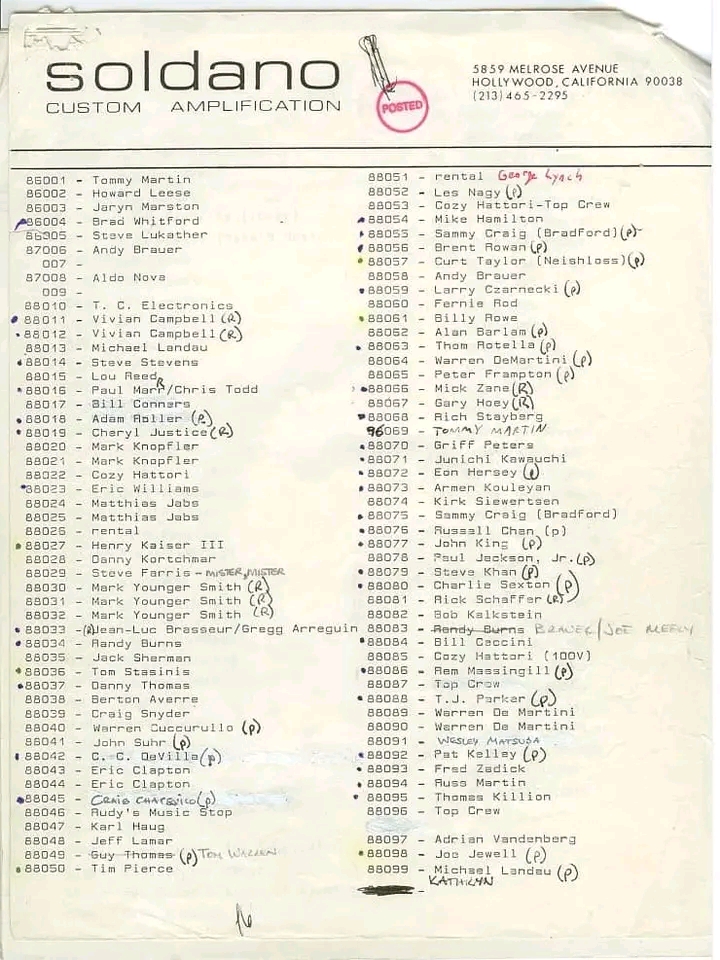 soldano
CUSTOM AMPLIFICATION
POSTED
5859 MELROSE AVENUE
HOLLYWOOD, CALIFORNIA 90038
(213) 465-2295
86001 - Tommy Martin
86002 - Howard Leese
86003 - Jaryn Marston
86004 - Brad Whitford
86005 - Steve Lukather
87006 - Andy Brauer
007 -
87008 - Aldo Nova
009 -
88010 - T. C. Electronics
88011 - Vivian Campbell (R)
88012 - Vivian Campbell (R)
88013 - Michael Landau
88014 - Steve Stevens
88015 - Lou Reed
88016 - Paul Marr/Chris Todd
88017 - Bill Conners
88018 - Adam Roller (R)
88019 - Cheryl Justice (R)
88020 - Mark Knopfler
88021 - Mark Knopfler
88022 - Cozy Hattori
88023 - Eric Williams
88024 - Matthias Jabs
88025 - Matthias Jabs
88026 - rental
88027 - Henry Kaiser III
88028 - Danny Kortchmar
88029 - Steve Farris - MISTER, MISTER
88030 - Mark Younger Smith (R)
88031 - Mark Younger Smith (R)
88032 - Mark Younger Smith (R)
88033 - (R) Jean-Luc Brasseur/Gregg Arreguin
88034 - Randy Burns
88035 - Jack Sherman
88036 - Tom Stasinis
88037 - Danny Thomas
88038 - Berton Averre
88039 - Craig Snyder
88040 - Warren Cuccurullo (p)
88041 - John Suhr (p)
88042 - C. C. DeVille (p)
88043 - Eric Clapton
88044 - Eric Clapton
88045 - CRAIG CHAQUICO (p)
88046 - Rudy's Music Stop
88047 - Karl Haug
88048 - Jeff Lamar
88049 - Guy Thomas (p) TOM WARREN
88050 - Tim Pierce
88051 - rental George Lynch
88052 - Les Nagy (p)
88053 - Cozy Hattori-Top Crew
88054 - Mike Hamilton
88055 - Sammy Craig (Bradford) (p)
88056 - Brent Rowan (p)
88057 - Curt Taylor (Neishloss) (p)
88058 - Andy Brauer
88059 - Larry Czarnecki (p)
88060 - Fernie Rod
88061 - Billy Rowe
88062 - Alan Barlam (p)
88063 - Thom Rotella (p)
88064 - Warren DeMartini (p)
88065 - Peter Frampton (p)
88066 - Mick Zane (R)
88067 - Gary Hoey (R)
88068 - Rich Stayberg
96069 - TOMMY MARTIN
88070 - Griff Peters
88071 - Junichi Kawauchi
88072 - Eon Hersey (p)
88073 - Armen Kouleyan
88074 - Kirk Siewertsen
88075 - Sammy Craig (Bradford)
88076 - Russell Chan (p)
88077 - John King (p)
88078 - Paul Jackson, Jr. (p)
88079 - Steve Khan (p)
88080 - Charlie Sexton (p)
88081 - Rick Schaffer (R)
88082 - Bob Kalkstein
88083 - Randy Burns BRAUER/JOE NEELY
88084 - Bill Caccini
88085 - Cozy Hattori (100V)
88086 - Rem Massingill (p)
88087 - Top Crew
88088 - T.J. Parker (p)
88089 - Warren De Martini
88090 - Warren De Martini
88091 - WESLEY MATSUDA
88092 - Pat Kelley (p)
88093 - Fred Zadick
88094 - Russ Martin
88095 - Thomas Killion
88096 - Top Crew
88097 - Adrian Vandenberg
88098 - Joe Jewell (p)
88099 - Michael Landau (p)
- KATHRYN